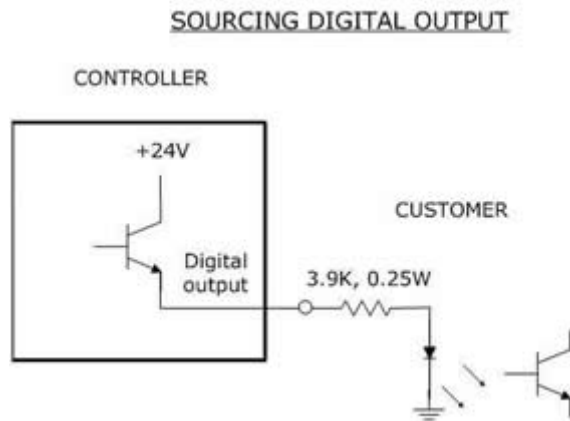 SOURCING DIGITAL OUTPUT
CONTROLLER
+24V
CUSTOMER
Digital
output
3.9K, 0.25W